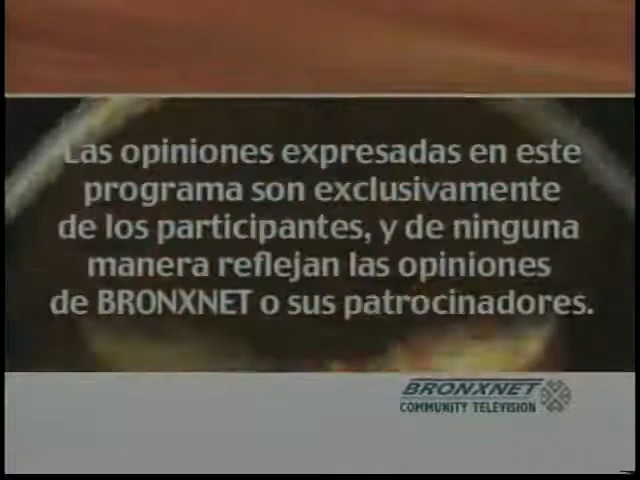 Las opiniones expresadas en este
programa son exclusivamente
de los participantes, y de ninguna
manera reflejan las opiniones
de BRONXNET o sus patrocinadores.
BRONXNET
COMMUNITY TELEVISION